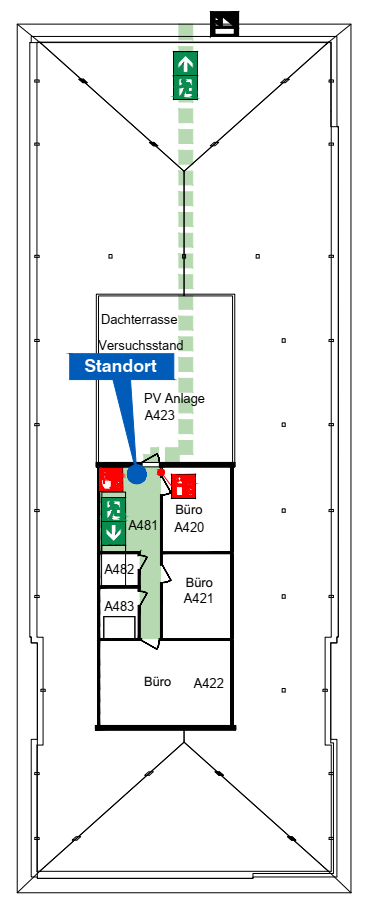 Dachterrasse
Versuchsstand
Standort
PV Anlage
A423
Büro
A420
A481
A482
Büro
A421
A483
Büro A422